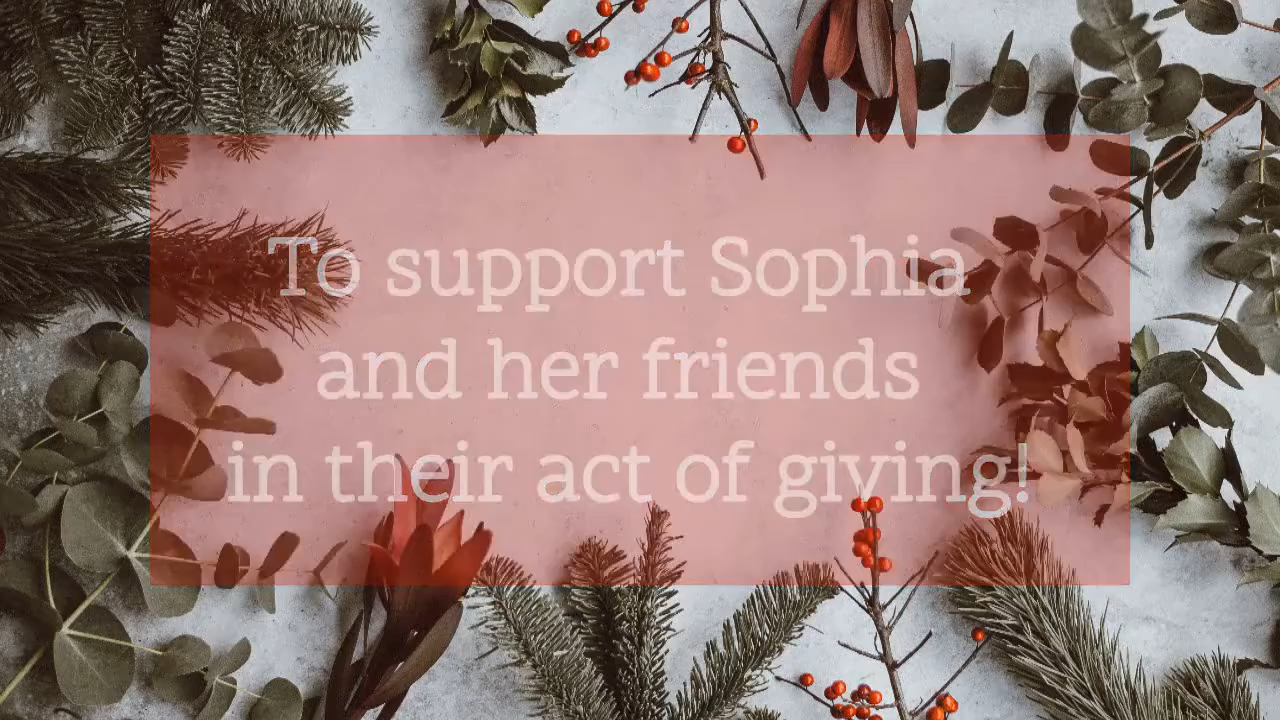 To support Sophia
and her friends
in their act of giving!